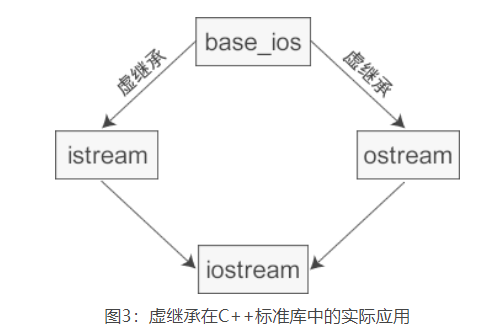 base_ios
虚继承
虚继承
istream
ostream
iostream
图3：虚继承在C++标准库中的实际应用